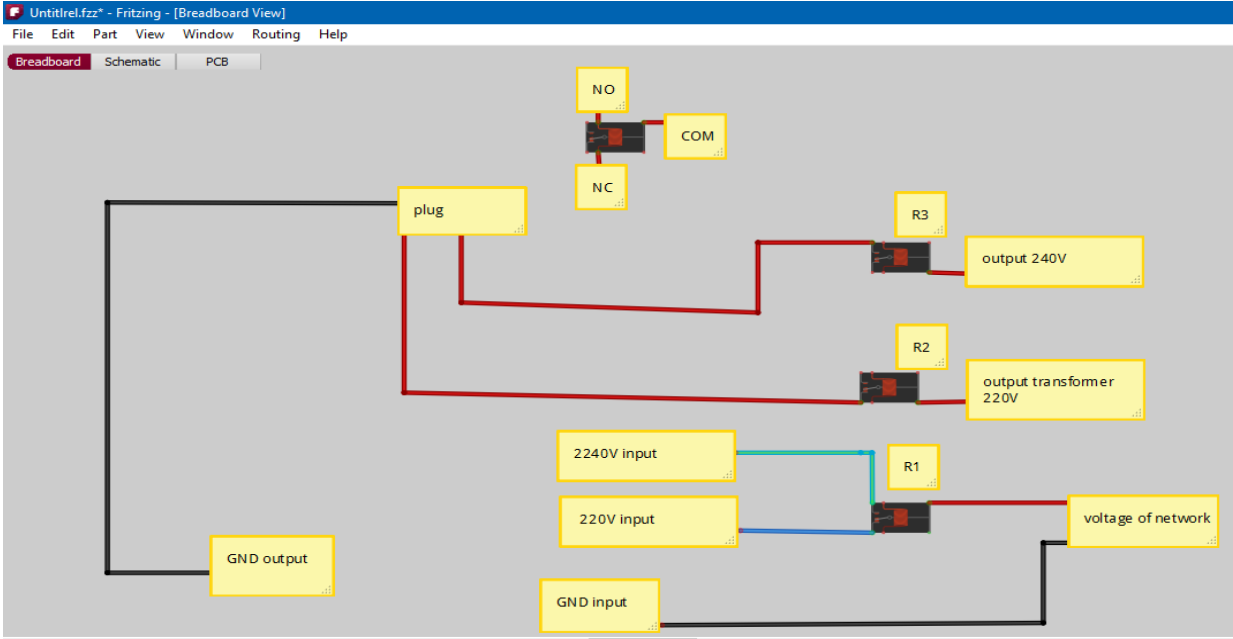 Untitlrel.fzz* - Fritzing - [Breadboard View]
File Edit Part View Window Routing Help
Breadboard Schematic PCB
NO
COM
NC
plug
R3
output 240V
R2
output transformer
220V
2240V input
R1
220V input
voltage of network
GND output
GND input